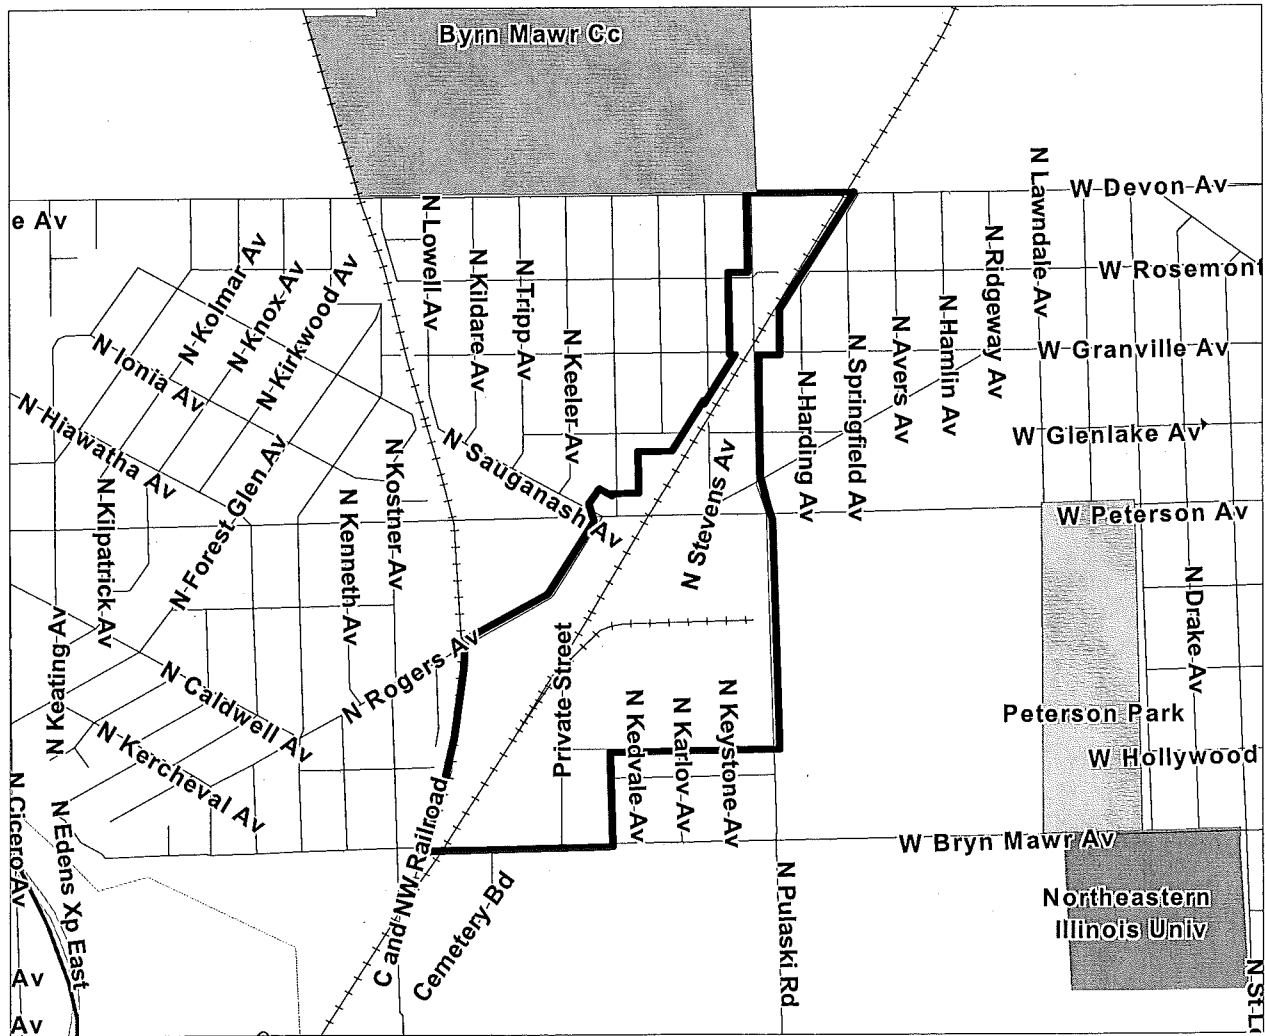 Byrn Mawr Cc
W Devon Av
e Av
N Lawndale Av
N Lowell Av
N Kolmar Av
N Knox Av
N Kirkwood Av
N Kildare Av
N Tripp Av
N Ridgeway Av
W Rosemont
N Keeler Av
N Ionia Av
N Springfield Av
N Avers Av
N Hamlin Av
W Granville Av
N Harding Av
N Hiawatha Av
N Forest Glen Av
N Kostner Av
N Sauganash Av
N Stevens Av
W Glenlake Av
N Kilpatrick Av
N Kenneth Av
W Peterson Av
N Drake Av
N Keating Av
N Rogers Av
Private Street
N Caldwell Av
N Kedvale Av
N Karlov Av
N Keystone Av
Peterson Park
W Hollywood
N Kercheval Av
N Cicero Av
N Edens Xp East
C and NW Railroad
W Bryn Mawr Av
Cemetery Bd
N Pulaski Rd
Northeastern
Illinois Univ
Av
Av